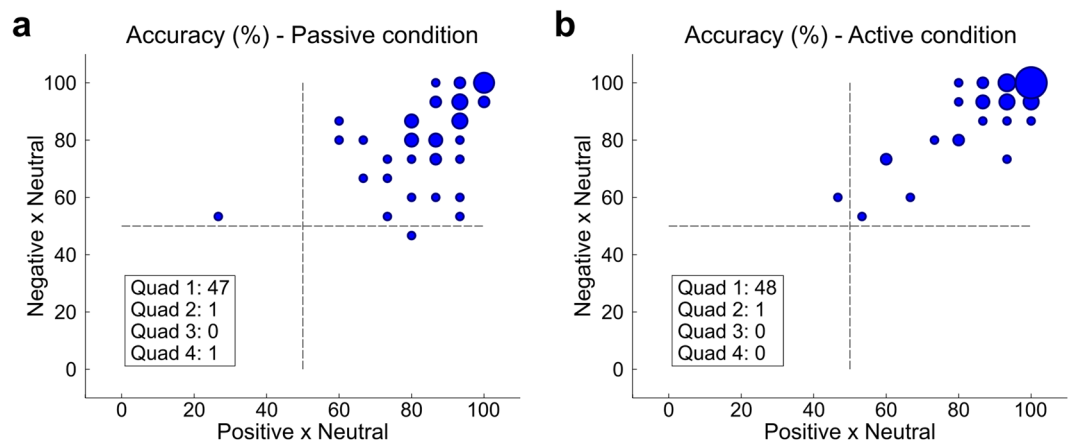 a
Accuracy (%) - Passive condition
Negative x Neutral
100
80
60
40
20
0
Quad 1: 47
Quad 2: 1
Quad 3: 0
Quad 4: 1
0 20 40 60 80 100
Positive x Neutral
b
Accuracy (%) - Active condition
Negative x Neutral
100
80
60
40
20
0
Quad 1: 48
Quad 2: 1
Quad 3: 0
Quad 4: 0
0 20 40 60 80 100
Positive x Neutral